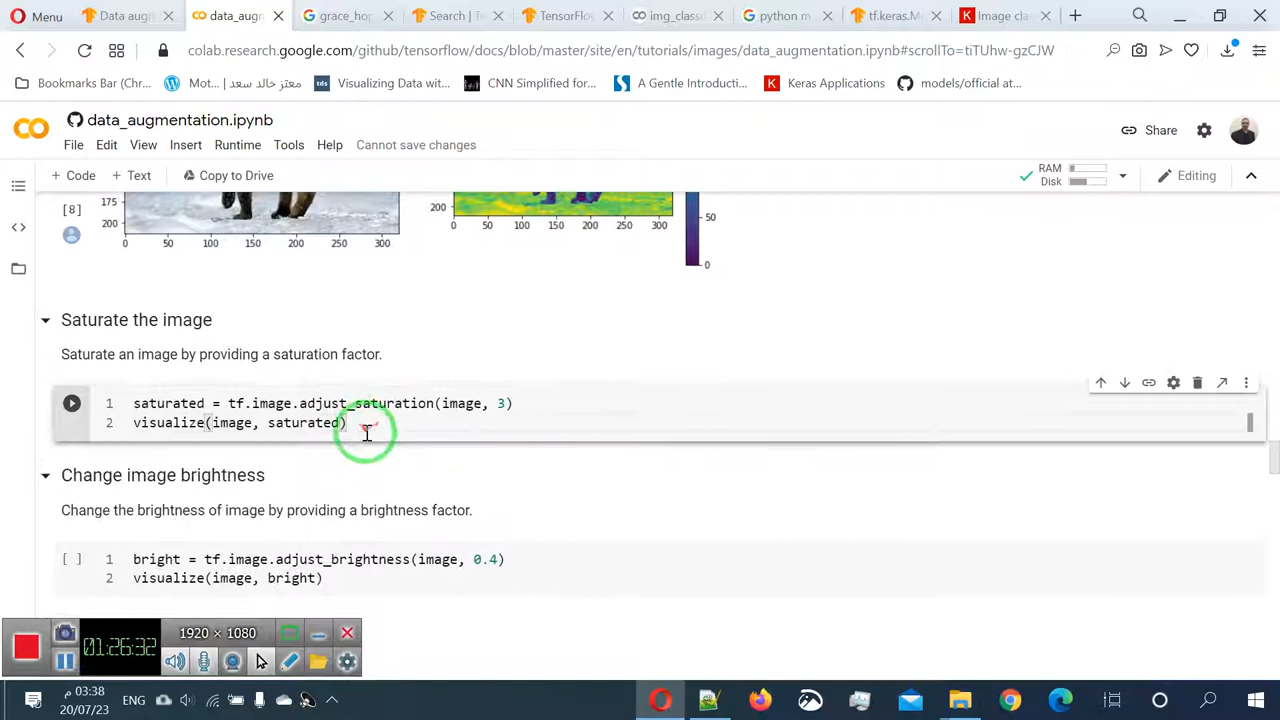 Menu
Data augm
data_augm
grace_hop
Search | Te
TensorFlow
img_classi
python m
tf.keras.Mo
Image cla
colab.research.google.com/github/tensorflow/docs/blob/master/site/en/tutorials/images/data_augmentation.ipynb#scrollTo=tiTUhw-gzCJW
Bookmarks Bar (Chr...
Mot... | معتز خالد سعد
Visualizing Data wit...
CNN Simplified for...
A Gentle Introducti...
Keras Applications
models/official at...
data_augmentation.ipynb
Share
File Edit View Insert Runtime Tools Help Cannot save changes
+ Code + Text Copy to Drive
RAM
Disk
Editing
175
200
[8]
0 50 100 150 200 250 300
200
0 50 100 150 200 250 300
50
0
Saturate the image
Saturate an image by providing a saturation factor.
1 saturated = tf.image.adjust_saturation(image, 3)
2 visualize(image, saturated)
Change image brightness
Change the brightness of image by providing a brightness factor.
[ ] 1 bright = tf.image.adjust_brightness(image, 0.4)
2 visualize(image, bright)
01:26:32
1920 × 1080
ENG
03:38 م
20/07/23